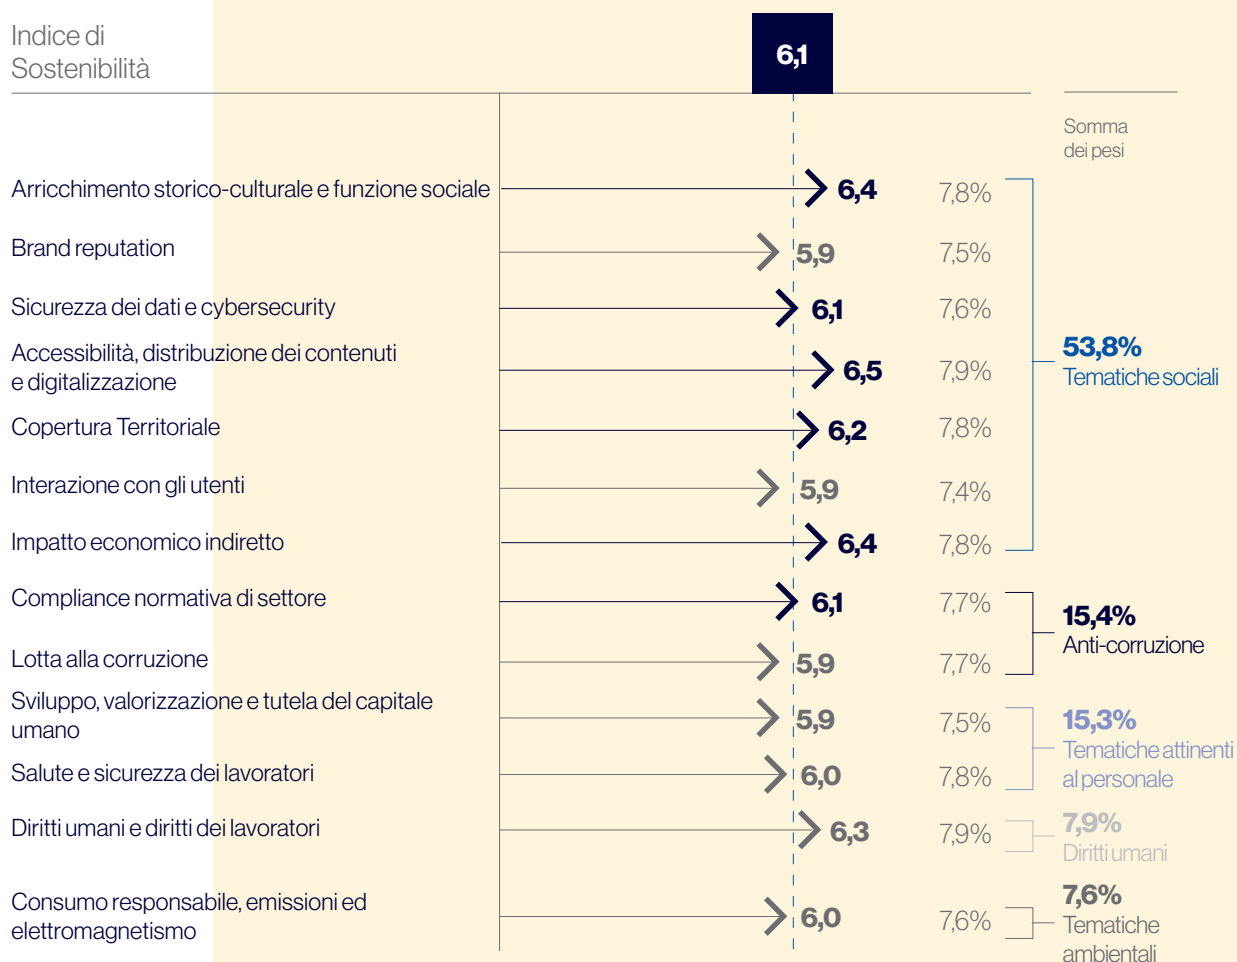 Indice di
Sostenibilità
6,1
Somma
dei pesi
Arricchimento storico-culturale e funzione sociale
6,4
7,8%
Brand reputation
5,9
7,5%
Sicurezza dei dati e cybersecurity
6,1
7,6%
Accessibilità, distribuzione dei contenuti
e digitalizzazione
6,5
7,9%
53,8%
Tematiche sociali
Copertura Territoriale
6,2
7,8%
Interazione con gli utenti
5,9
7,4%
Impatto economico indiretto
6,4
7,8%
Compliance normativa di settore
6,1
7,7%
15,4%
Anti-corruzione
Lotta alla corruzione
5,9
7,7%
Sviluppo, valorizzazione e tutela del capitale
umano
5,9
7,5%
15,3%
Tematiche attinenti
al personale
Salute e sicurezza dei lavoratori
6,0
7,8%
Diritti umani e diritti dei lavoratori
6,3
7,9%
7,9%
Diritti umani
Consumo responsabile, emissioni ed
elettromagnetismo
6,0
7,6%
7,6%
Tematiche
ambientali